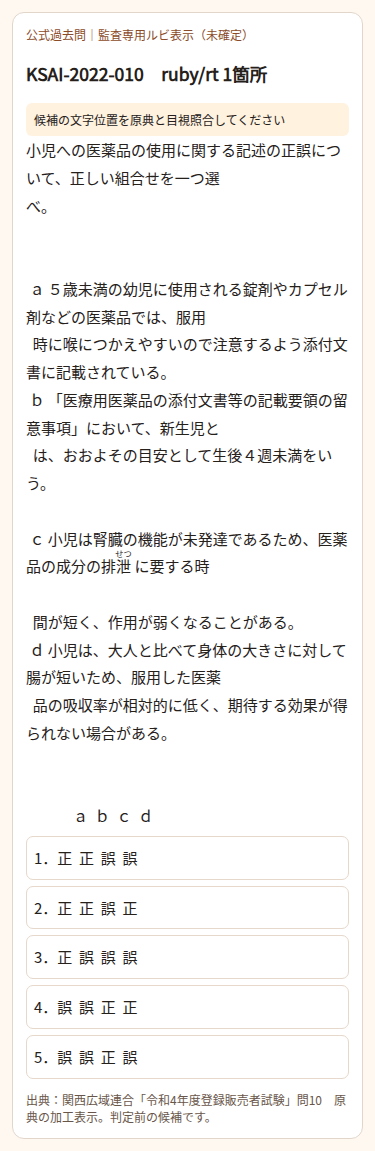 公式過去問｜監査専用ルビ表示（未確定）
KSAI-2022-010　ruby/rt 1箇所
候補の文字位置を原典と目視照合してください
小児への医薬品の使用に関する記述の正誤につ
いて、正しい組合せを一つ選
べ。
ａ ５歳未満の幼児に使用される錠剤やカプセル
剤などの医薬品では、服用
時に喉につかえやすいので注意するよう添付文
書に記載されている。
ｂ 「医療用医薬品の添付文書等の記載要領の留
意事項」において、新生児と
は、おおよその目安として生後４週未満をい
う。
ｃ 小児は腎臓の機能が未発達であるため、医薬
せつ
品の成分の排泄 に要する時
間が短く、作用が弱くなることがある。
ｄ 小児は、大人と比べて身体の大きさに対して
腸が短いため、服用した医薬
品の吸収率が相対的に低く、期待する効果が得
られない場合がある。
ａ ｂ ｃ ｄ
1．正 正 誤 誤
2．正 正 誤 正
3．正 誤 誤 誤
4．誤 誤 正 正
5．誤 誤 正 誤
出典：関西広域連合「令和4年度登録販売者試験」問10　原
典の加工表示。判定前の候補です。